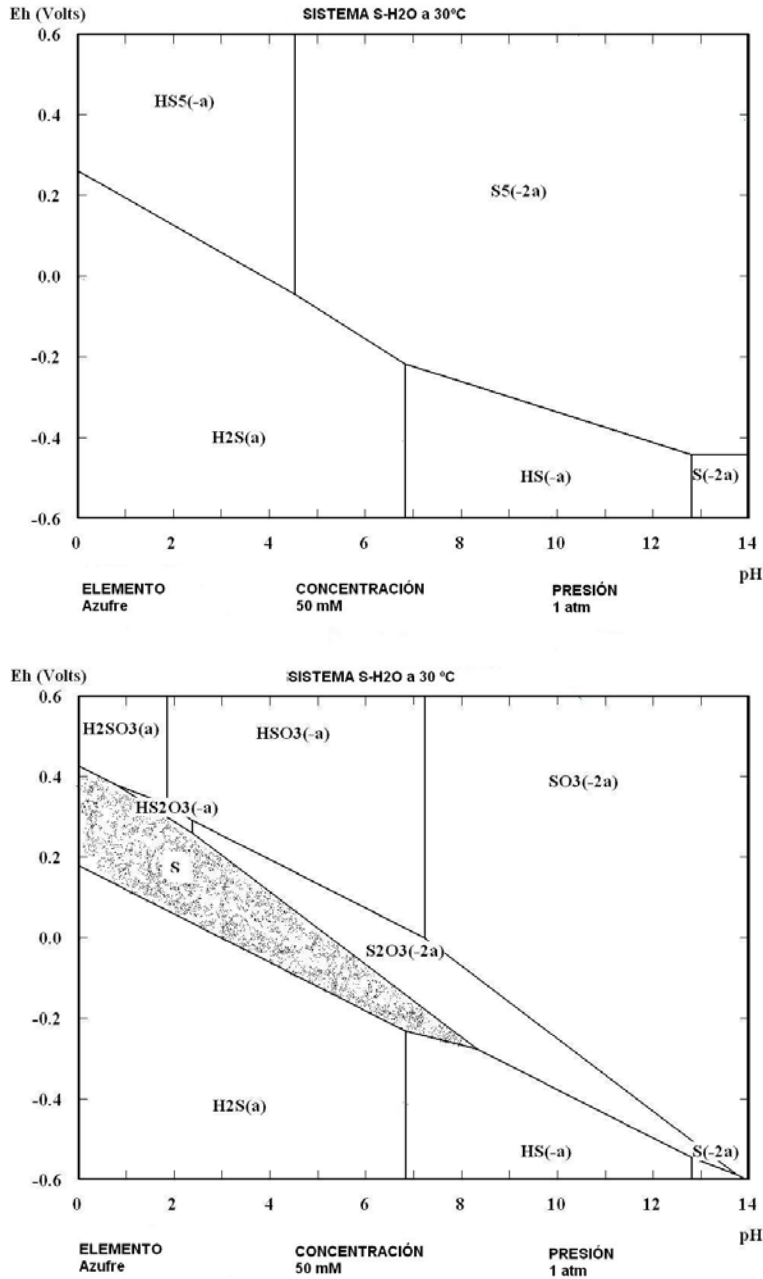 Eh (Volts) SISTEMA S-H2O a 30ºC
0.6
HS5(-a)
0.4
S5(-2a)
0.2
0.0
-0.2
H2S(a)
-0.4
HS(-a) S(-2a)
-0.6
0 2 4 6 8 10 12 14
pH
ELEMENTO CONCENTRACIÓN PRESIÓN
Azufre 50 mM 1 atm
Eh (Volts) SISTEMA S-H2O a 30 ºC
0.6
H2SO3(a) HSO3(-a)
SO3(-2a)
0.4
HS2O3(-a)
0.2 S
0.0
S2O3(-2a)
-0.2
-0.4
H2S(a)
HS(-a) S(-2a)
-0.6
0 2 4 6 8 10 12 14
pH
ELEMENTO CONCENTRACIÓN PRESIÓN
Azufre 50 mM 1 atm